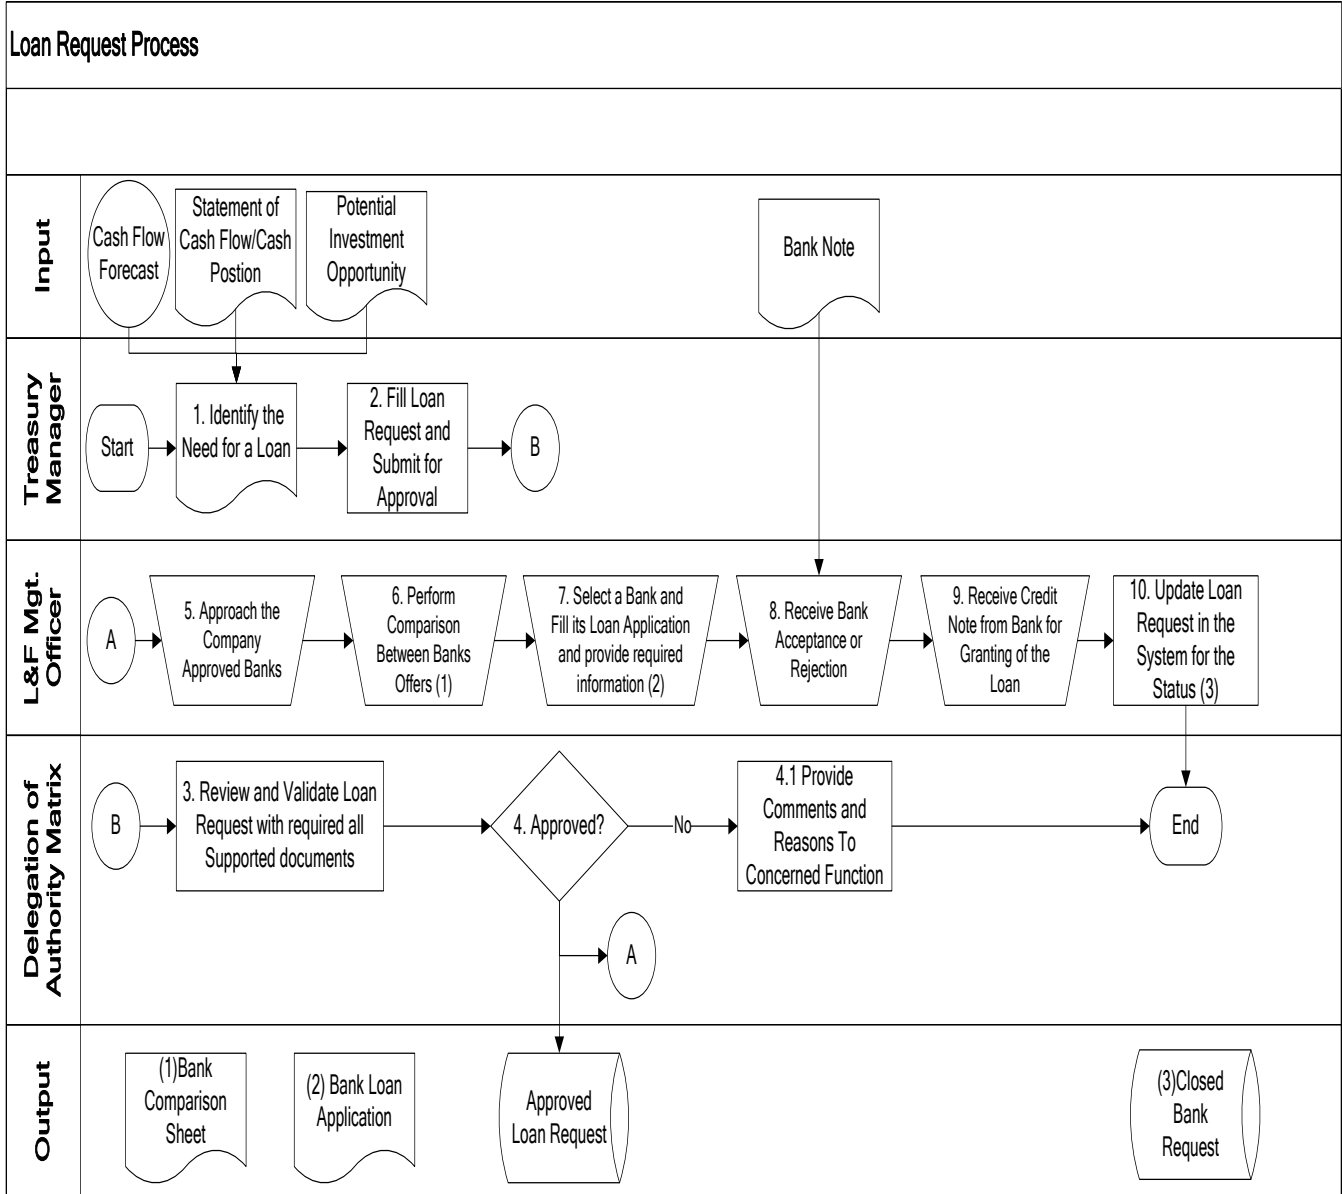 Loan Request Process
Input
Cash Flow
Forecast
Statement of
Cash Flow/Cash
Postion
Potential
Investment
Opportunity
Bank Note
Treasury
Manager
Start
1. Identify the
Need for a Loan
2. Fill Loan
Request and
Submit for
Approval
B
L&F Mgt.
Officer
A
5. Approach the
Company
Approved Banks
6. Perform
Comparison
Between Banks
Offers (1)
7. Select a Bank and
Fill its Loan Application
and provide required
information (2)
8. Receive Bank
Acceptance or
Rejection
9. Receive Credit
Note from Bank for
Granting of the
Loan
10. Update Loan
Request in the
System for the
Status (3)
Delegation of
Authority Matrix
B
3. Review and Validate Loan
Request with required all
Supported documents
4. Approved?
No
4.1 Provide
Comments and
Reasons To
Concerned Function
End
A
Output
(1)Bank
Comparison
Sheet
(2) Bank Loan
Application
Approved
Loan Request
(3)Closed
Bank
Request